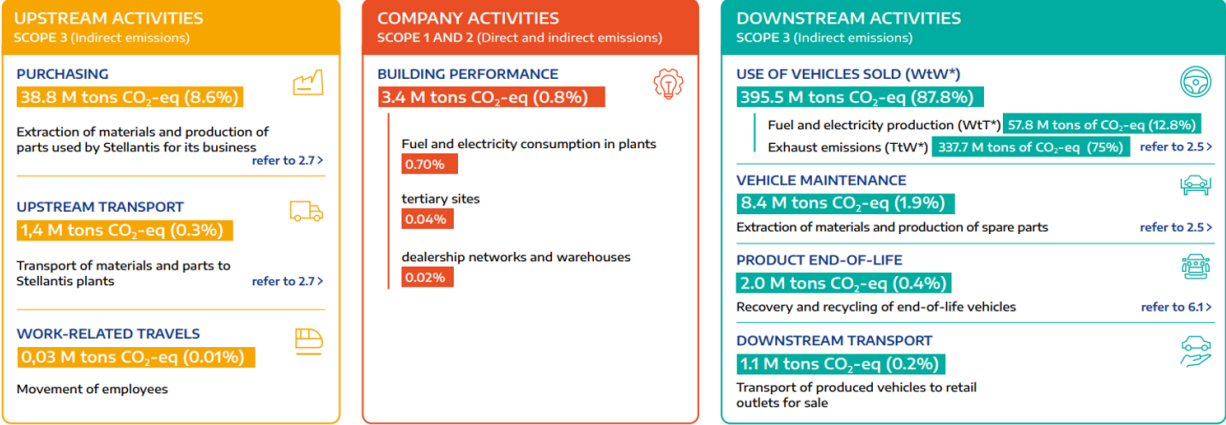 UPSTREAM ACTIVITIES
SCOPE 3 (Indirect emissions)
PURCHASING
38.8 M tons CO₂-eq (8.6%)
Extraction of materials and production of
parts used by Stellantis for its business
refer to 2.7 >
UPSTREAM TRANSPORT
1,4 M tons CO₂-eq (0.3%)
Transport of materials and parts to
Stellantis plants
refer to 2.7 >
WORK-RELATED TRAVELS
0,03 M tons CO₂-eq (0.01%)
Movement of employees
COMPANY ACTIVITIES
SCOPE 1 AND 2 (Direct and indirect emissions)
BUILDING PERFORMANCE
3.4 M tons CO₂-eq (0.8%)
Fuel and electricity consumption in plants
0.70%
tertiary sites
0.04%
dealership networks and warehouses
0.02%
DOWNSTREAM ACTIVITIES
SCOPE 3 (Indirect emissions)
USE OF VEHICLES SOLD (WtW*)
395.5 M tons CO₂-eq (87.8%)
Fuel and electricity production (WtT*) 57.8 M tons of CO₂-eq (12.8%)
Exhaust emissions (TtW*) 337.7 M tons of CO₂-eq (75%) refer to 2.5 >
VEHICLE MAINTENANCE
8.4 M tons CO₂-eq (1.9%)
Extraction of materials and production of spare parts refer to 2.5 >
PRODUCT END-OF-LIFE
2.0 M tons CO₂-eq (0.4%)
Recovery and recycling of end-of-life vehicles refer to 6.1 >
DOWNSTREAM TRANSPORT
1.1 M tons CO₂-eq (0.2%)
Transport of produced vehicles to retail
outlets for sale